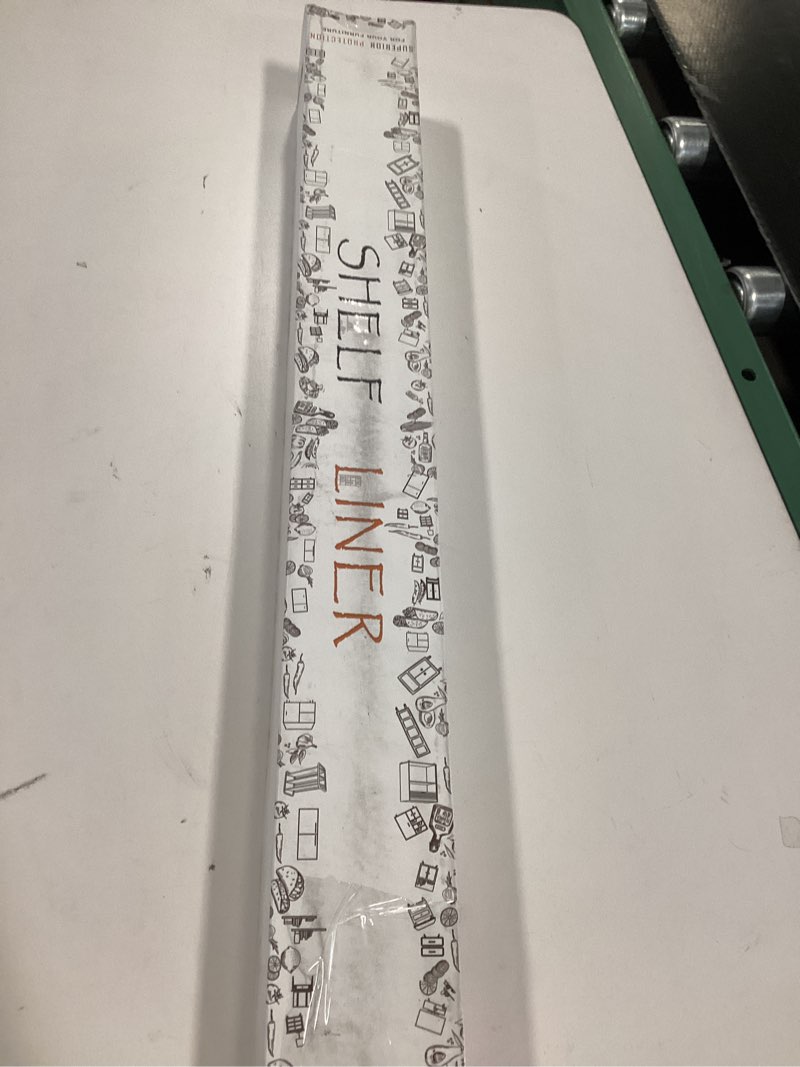 SUPERIOR PROTECTION
FOR YOUR FURNITURE
SHELF LINER